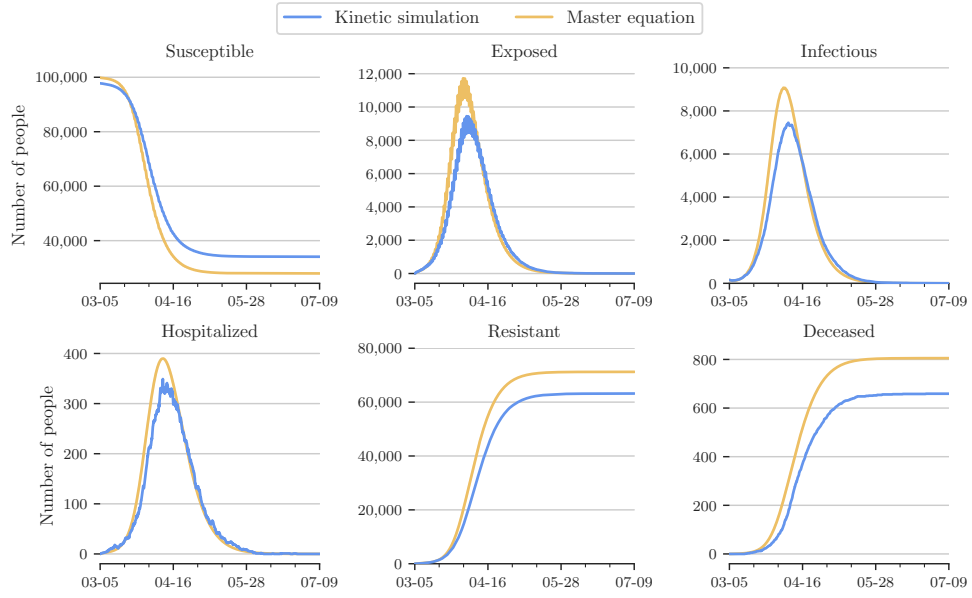 Kinetic simulation Master equation
Susceptible Exposed Infectious
Number of people
100,000
80,000
60,000
40,000
03-05 04-16 05-28 07-09
12,000
10,000
8,000
6,000
4,000
2,000
0
03-05 04-16 05-28 07-09
10,000
8,000
6,000
4,000
2,000
0
03-05 04-16 05-28 07-09
Hospitalized Resistant Deceased
Number of people
400
300
200
100
0
03-05 04-16 05-28 07-09
80,000
60,000
40,000
20,000
0
03-05 04-16 05-28 07-09
800
600
400
200
0
03-05 04-16 05-28 07-09